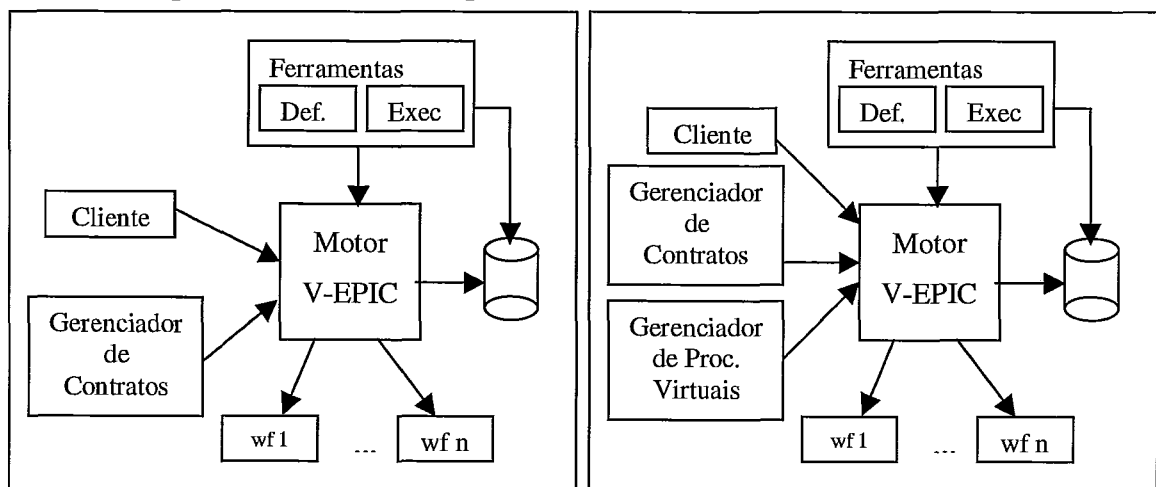 Ferramentas
Def.
Exec
Cliente
Motor
V-EPIC
Gerenciador
de
Contratos
wf 1
...
wf n
Ferramentas
Def.
Exec
Cliente
Gerenciador
de
Contratos
Motor
V-EPIC
Gerenciador
de Proc.
Virtuais
wf 1
...
wf n